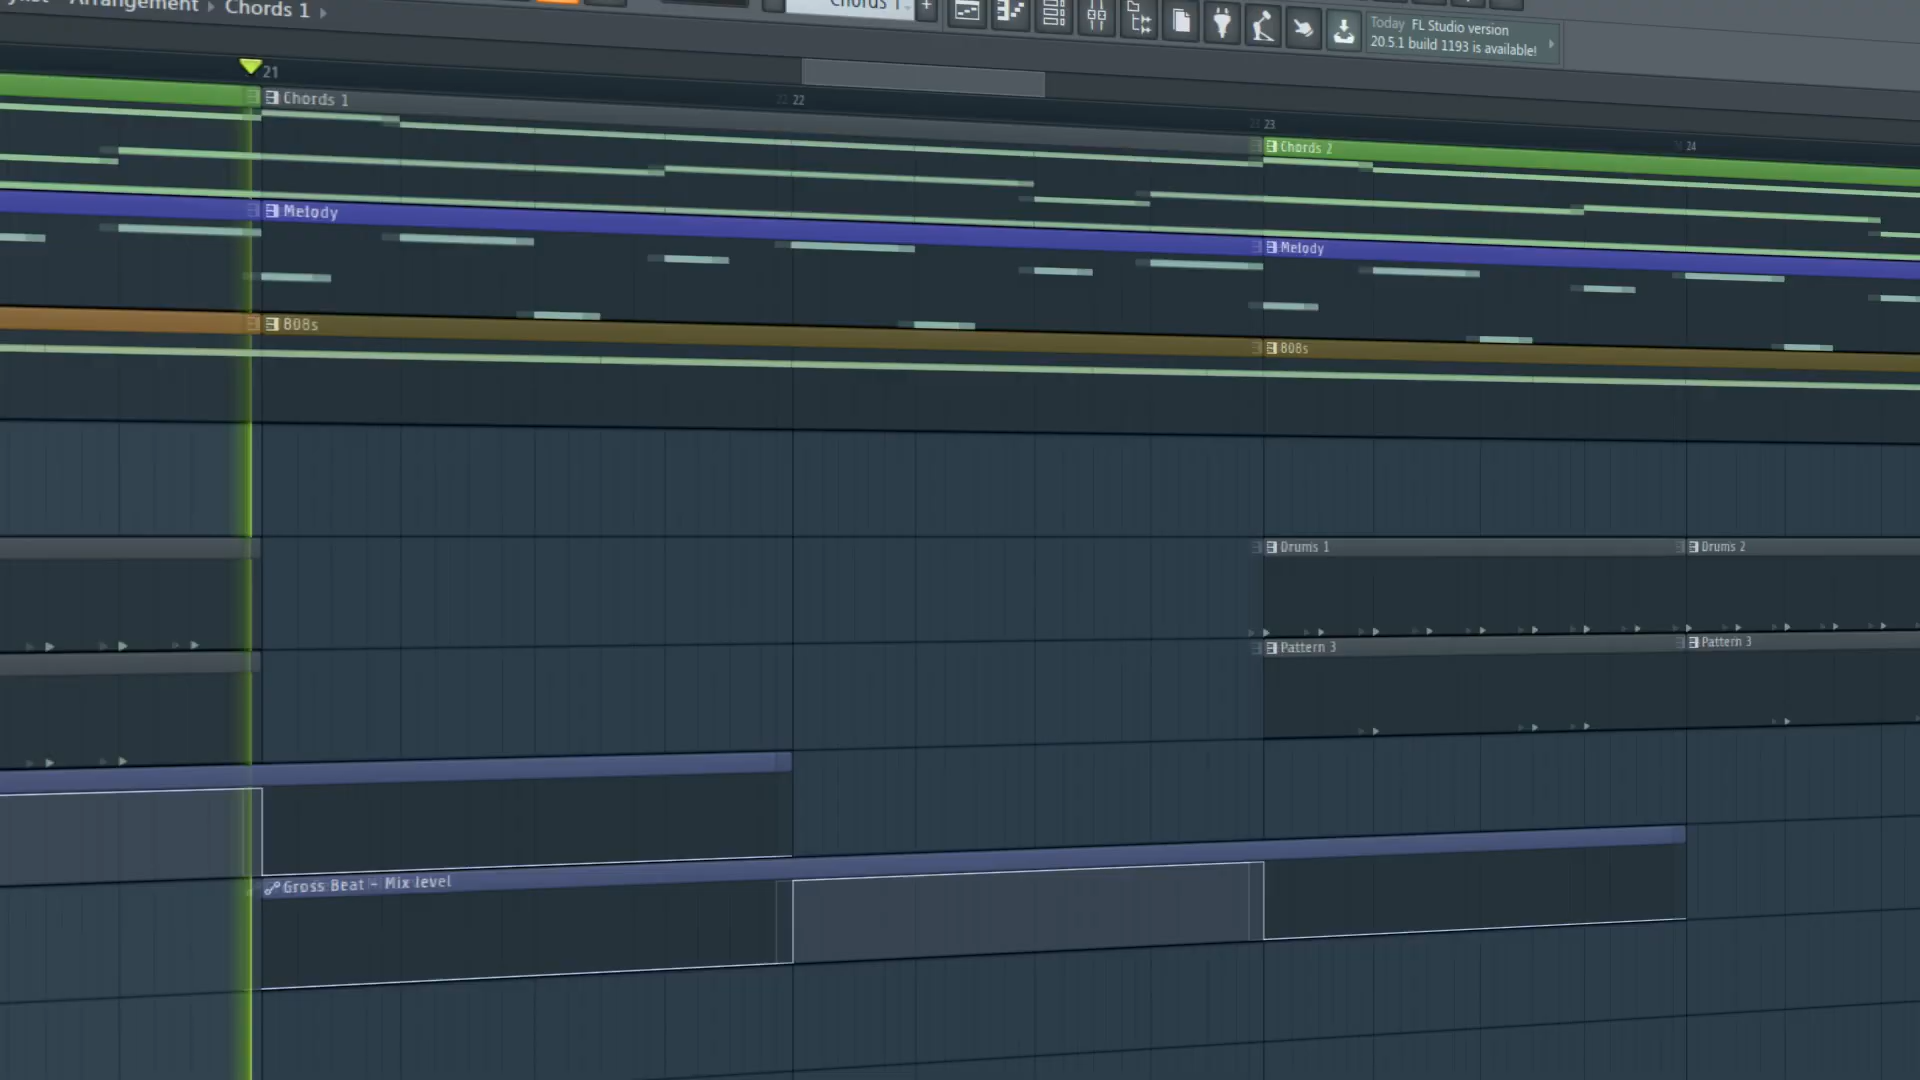 Arrangement › Chords 1 ›
Chords 1
Today FL Studio version
20.5.1 build 1193 is available!
21
22
23
24
Chords 1
Chords 2
Melody
Melody
808s
808s
Drums 1
Drums 2
Pattern 3
Pattern 3
Gross Beat - Mix level